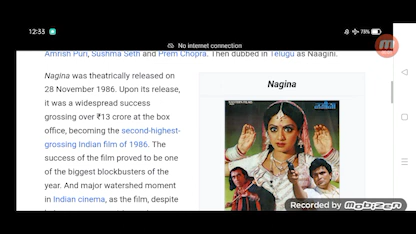 12:33
73%
No internet connection
Amrish Puri, Sushma Seth and Prem Chopra. Then dubbed in Telugu as Naagini.
Nagina was theatrically released on
28 November 1986. Upon its release,
it was a widespread success
grossing over ₹13 crore at the box
office, becoming the second-highest-
grossing Indian film of 1986. The
success of the film proved to be one
of the biggest blockbusters of the
year. And major watershed moment
in Indian cinema, as the film, despite
Nagina
Recorded by Mobizen